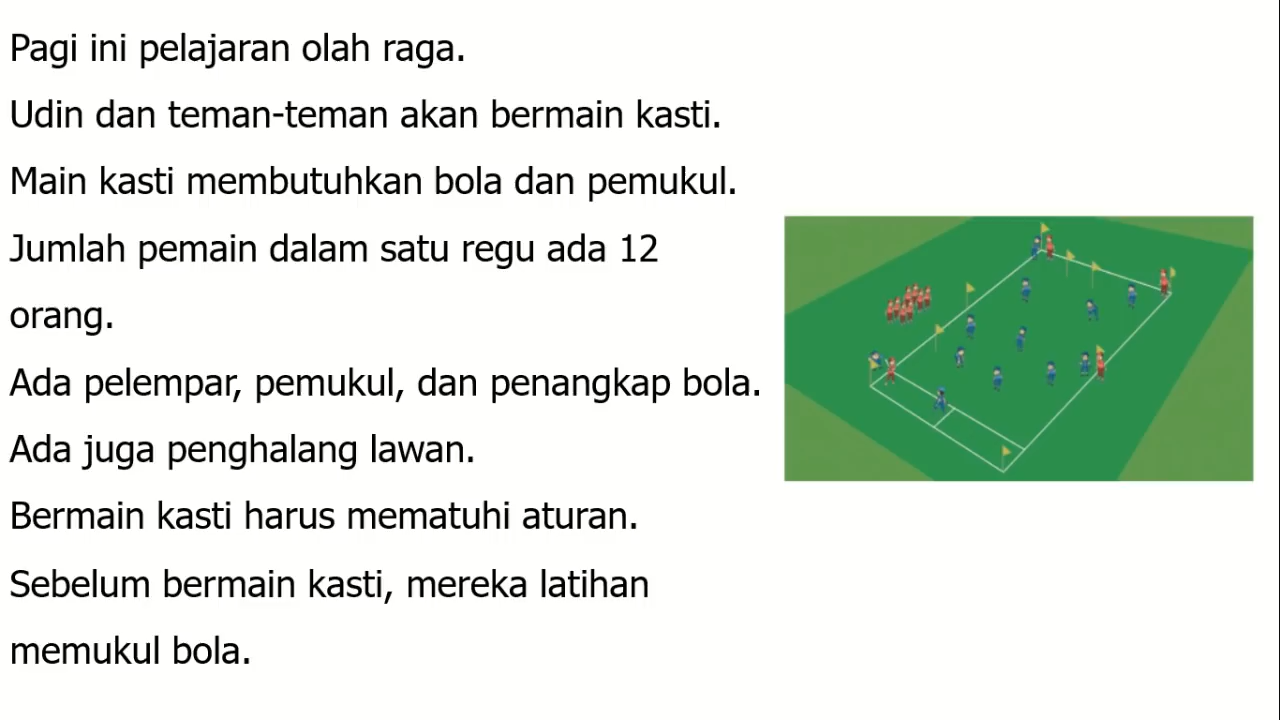 Pagi ini pelajaran olah raga.
Udin dan teman-teman akan bermain kasti.
Main kasti membutuhkan bola dan pemukul.
Jumlah pemain dalam satu regu ada 12
orang.
Ada pelempar, pemukul, dan penangkap bola.
Ada juga penghalang lawan.
Bermain kasti harus mematuhi aturan.
Sebelum bermain kasti, mereka latihan
memukul bola.